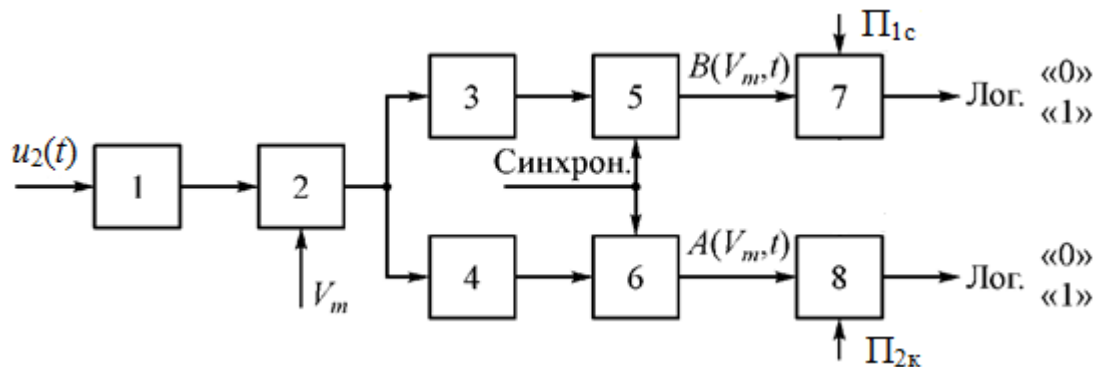 П1с
B(Vm,t)
3
5
7
Лог. «0»
«1»
u2(t)
Синхрон.
1
2
A(Vm,t)
4
6
8
Лог. «0»
«1»
Vm
П2к